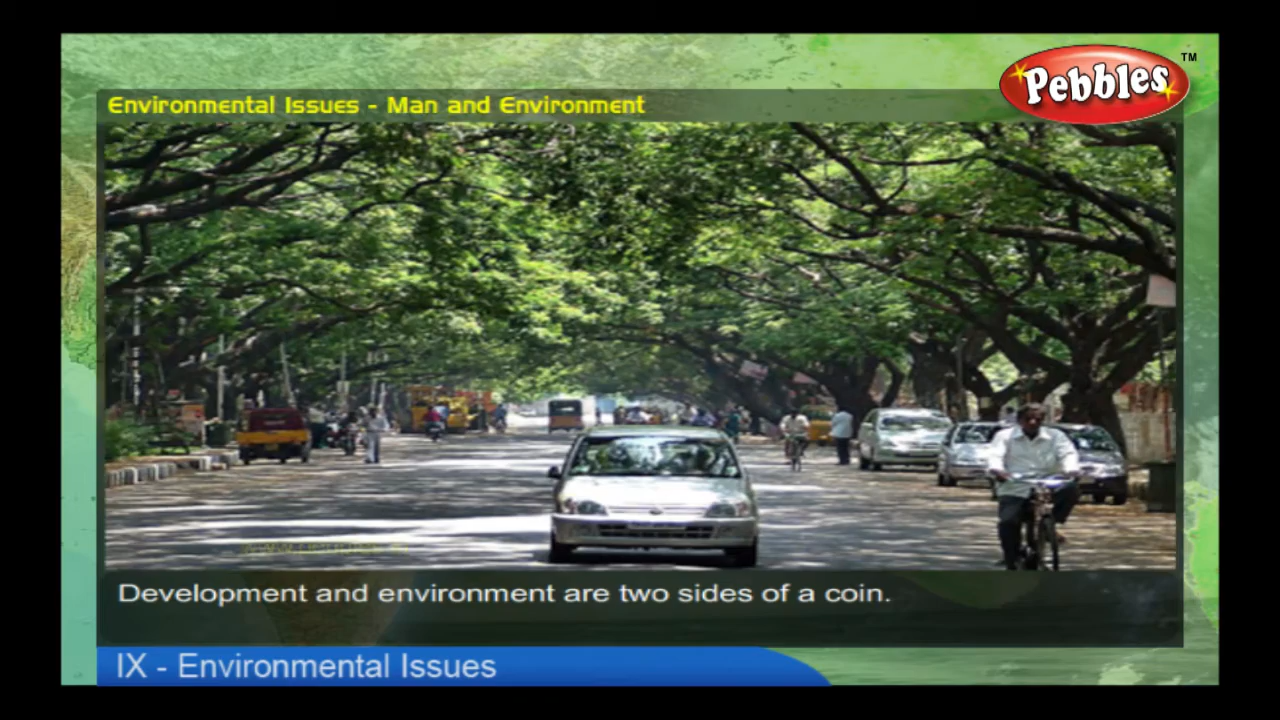 Pebbles TM
Environmental Issues - Man and Environment
Development and environment are two sides of a coin.
IX - Environmental Issues